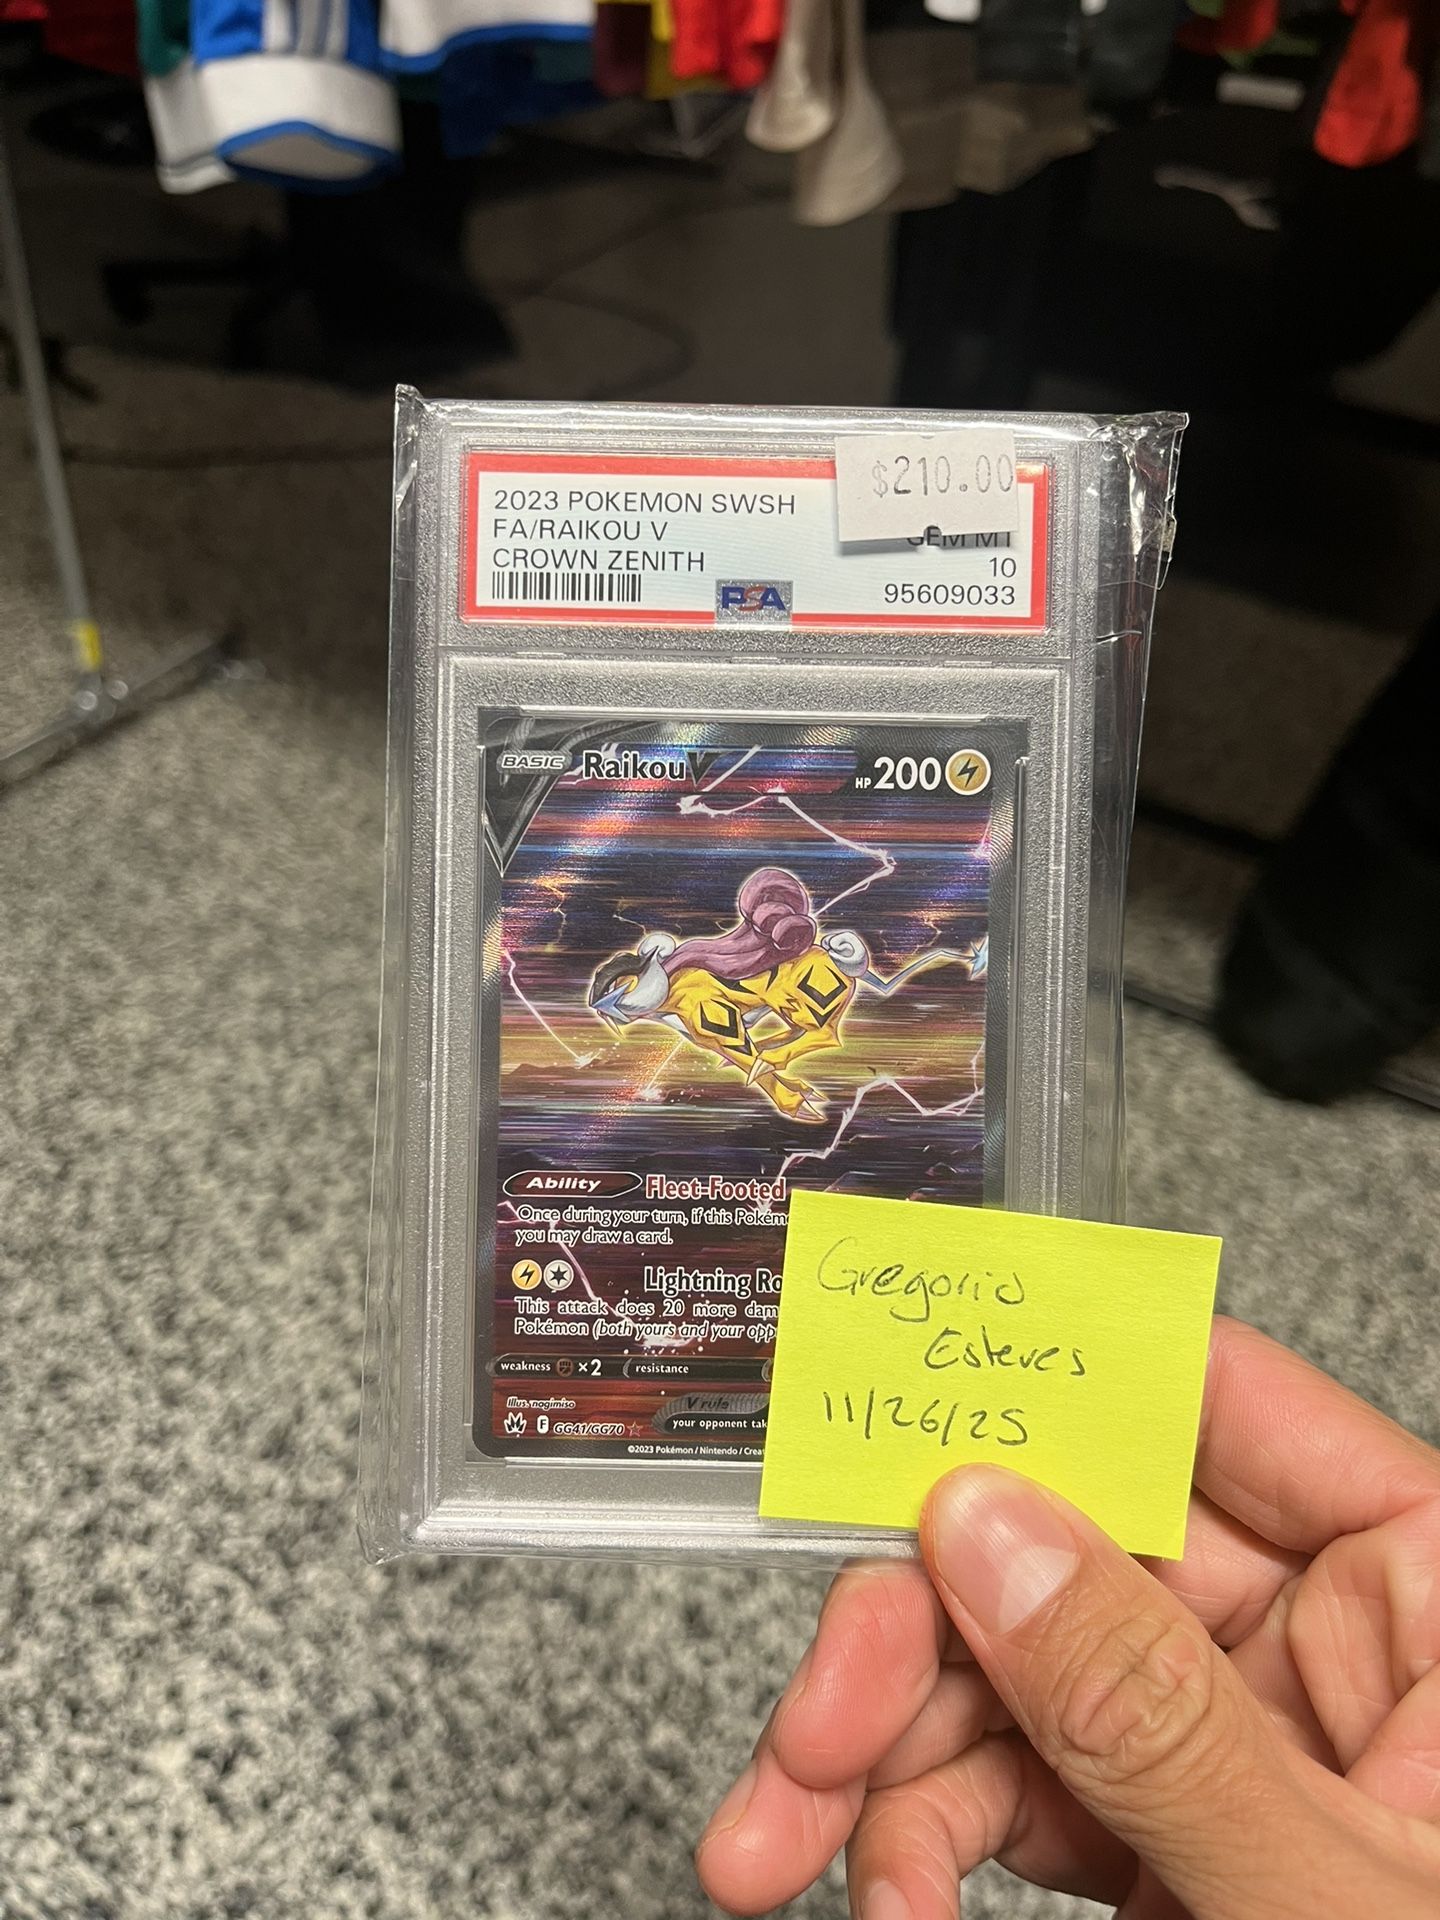 $210.00
2023 POKEMON SWSH
FA/RAIKOU V GEM MT
CROWN ZENITH 10
PSA 95609033
BASIC Raikou V HP 200
Ability Fleet-Footed
Once during your turn, if this Pokém
you may draw a card.
Lightning Ro
This attack does 20 more dam
Pokémon (both yours and your opp
weakness ×2 resistance
Illus. nagimiso
V rule
F GG41/GG70 your opponent tak
©2023 Pokémon / Nintendo / Creat
Gregorio
Esteves
11/26/25